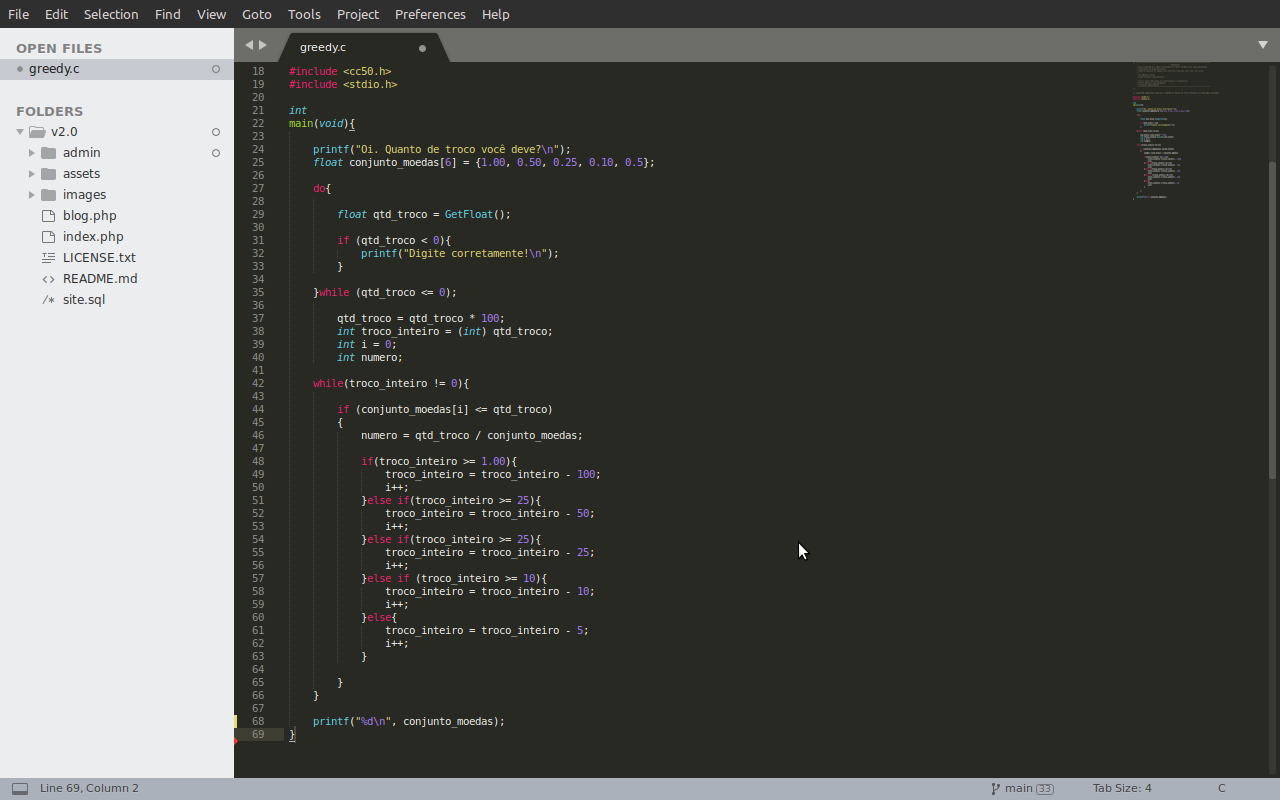 File Edit Selection Find View Goto Tools Project Preferences Help
OPEN FILES
greedy.c
FOLDERS
v2.0
admin
assets
images
blog.php
index.php
LICENSE.txt
README.md
site.sql
greedy.c
18 #include <cc50.h>
19 #include <stdio.h>
20
21 int
22 main(void){
23
24 printf("Oi. Quanto de troco você deve?\n");
25 float conjunto_moedas[6] = {1.00, 0.50, 0.25, 0.10, 0.5};
26
27 do{
28
29 float qtd_troco = GetFloat();
30
31 if (qtd_troco < 0){
32 printf("Digite corretamente!\n");
33 }
34
35 }while (qtd_troco <= 0);
36
37 qtd_troco = qtd_troco * 100;
38 int troco_inteiro = (int) qtd_troco;
39 int i = 0;
40 int numero;
41
42 while(troco_inteiro != 0){
43
44 if (conjunto_moedas[i] <= qtd_troco)
45 {
46 numero = qtd_troco / conjunto_moedas;
47
48 if(troco_inteiro >= 1.00){
49 troco_inteiro = troco_inteiro - 100;
50 i++;
51 }else if(troco_inteiro >= 25){
52 troco_inteiro = troco_inteiro - 50;
53 i++;
54 }else if(troco_inteiro >= 25){
55 troco_inteiro = troco_inteiro - 25;
56 i++;
57 }else if (troco_inteiro >= 10){
58 troco_inteiro = troco_inteiro - 10;
59 i++;
60 }else{
61 troco_inteiro = troco_inteiro - 5;
62 i++;
63 }
64
65 }
66 }
67
68 printf("%d\n", conjunto_moedas);
69 }
Line 69, Column 2 main 33 Tab Size: 4 C